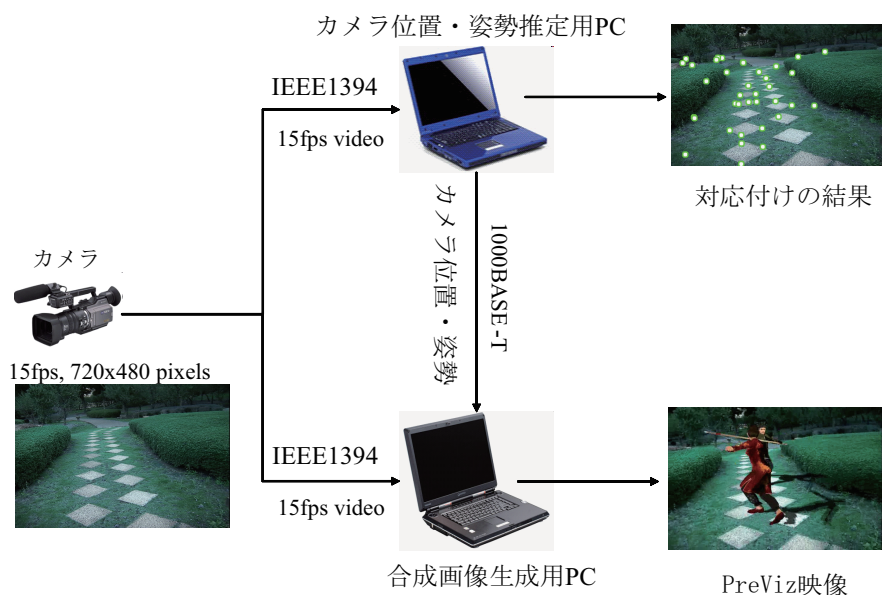 カメラ位置・姿勢推定用PC
IEEE1394
15fps video
対応付けの結果
カメラ位置・姿勢
1000BASE-T
カメラ
15fps, 720x480 pixels
IEEE1394
15fps video
合成画像生成用PC
PreViz映像